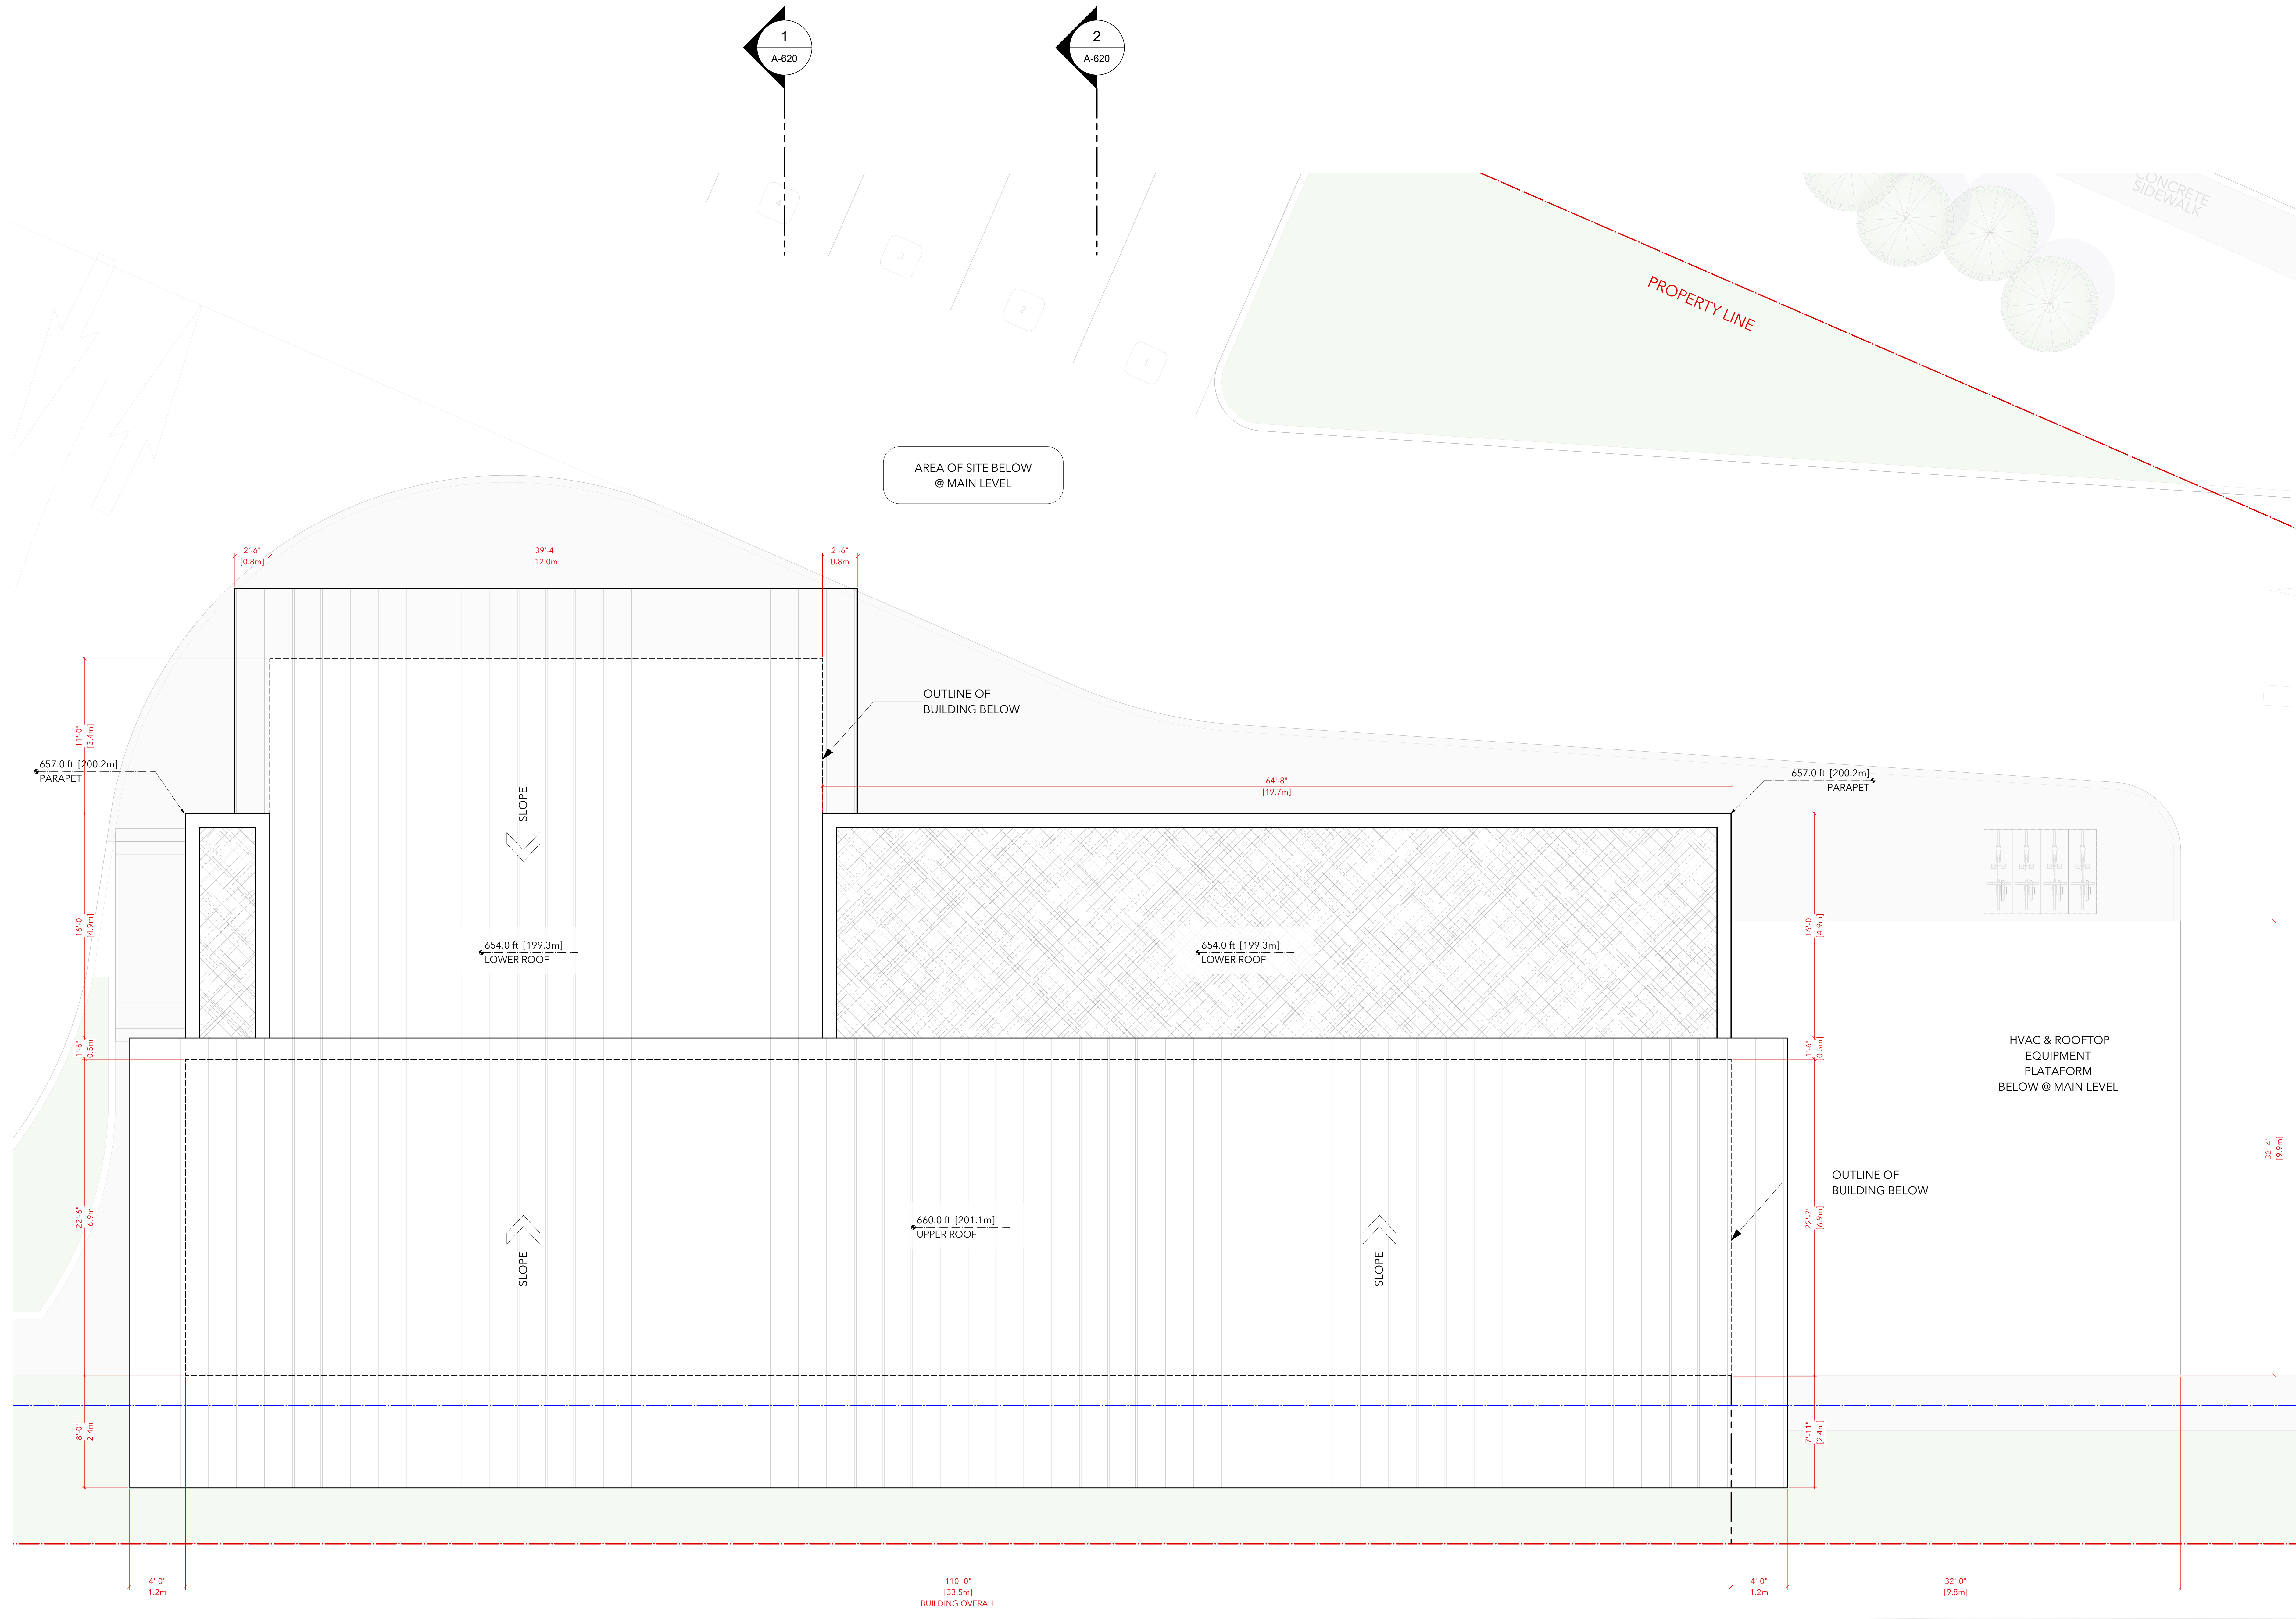 1
A-620
2
A-620
CONCRETE
SIDEWALK
4
3
2
1
PROPERTY LINE
AREA OF SITE BELOW
@ MAIN LEVEL
2'-6"
[0.8m]
39'-4"
12.0m
2'-6"
0.8m
OUTLINE OF
BUILDING BELOW
11'-0"
[3.4m]
657.0 ft [200.2m]
PARAPET
SLOPE
64'-8"
[19.7m]
657.0 ft [200.2m]
PARAPET
16'-0"
[4.9m]
654.0 ft [199.3m]
LOWER ROOF
654.0 ft [199.3m]
LOWER ROOF
16'-0"
[4.9m]
1'-6"
0.5m
1'-6"
[0.5m]
HVAC & ROOFTOP
EQUIPMENT
PLATAFORM
BELOW @ MAIN LEVEL
32'-4"
[9.9m]
OUTLINE OF
BUILDING BELOW
22'-6"
6.9m
SLOPE
660.0 ft [201.1m]
UPPER ROOF
SLOPE
22'-7"
[6.9m]
8'-0"
2.4m
7'-11"
[2.4m]
4'-0"
1.2m
110'-0"
[33.5m]
BUILDING OVERALL
4'-0"
1.2m
32'-0"
[9.8m]